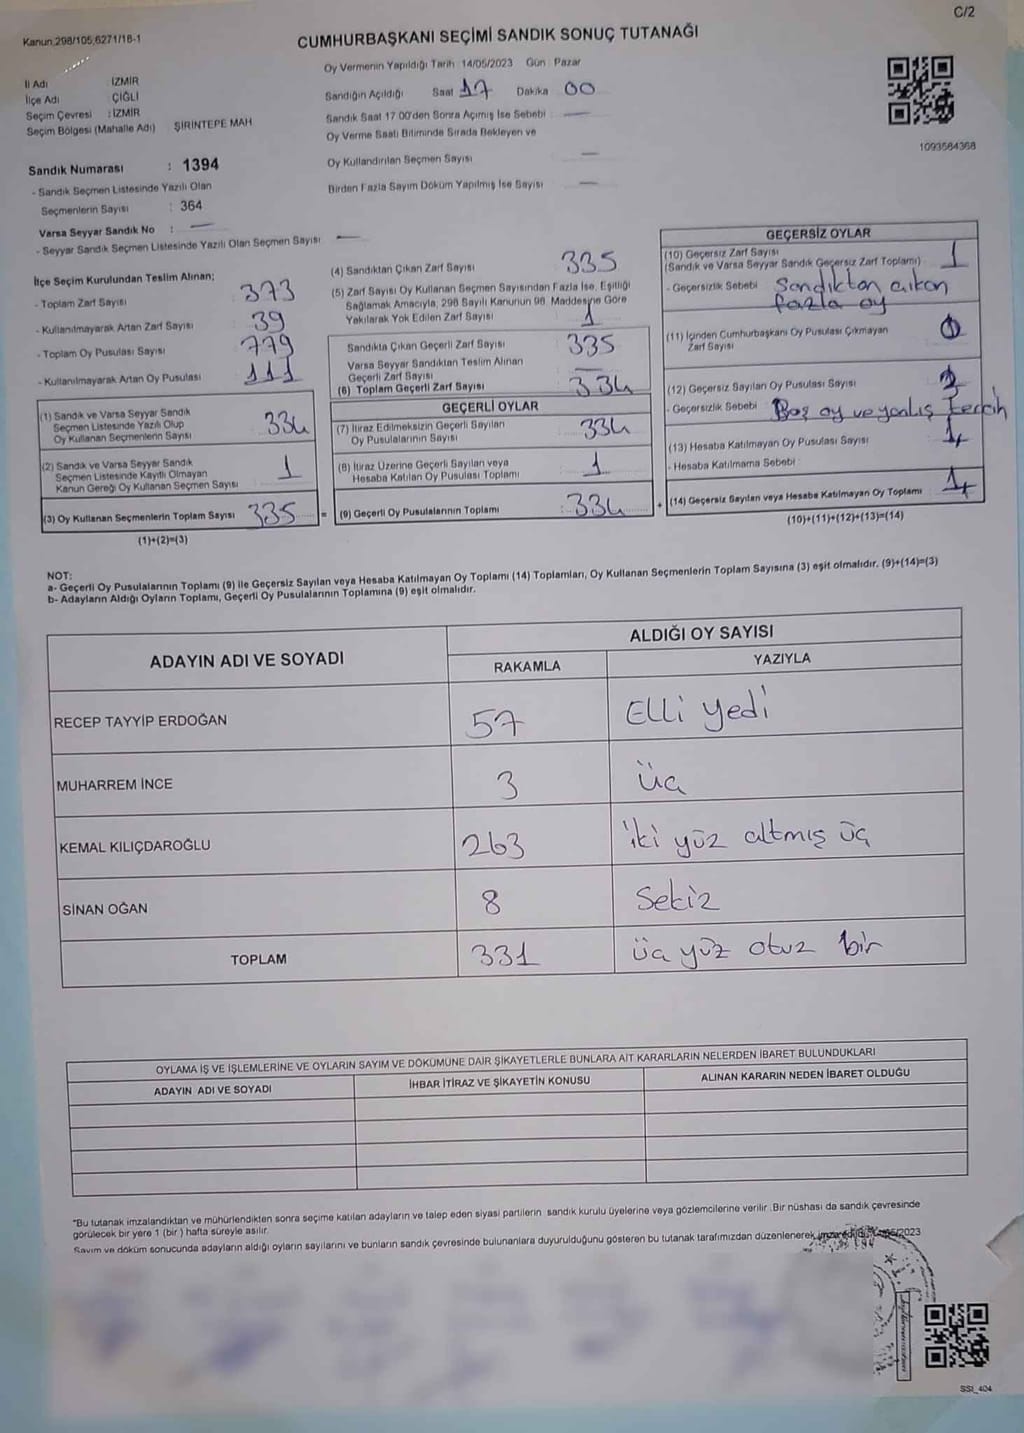 C/2
Kanun 298/105,6271/18-1
CUMHURBAŞKANI SEÇİMİ SANDIK SONUÇ TUTANAĞI
Oy Vermenin Yapıldığı Tarih : 14/05/2023 Gün : Pazar
İl Adı : İZMİR
İlçe Adı : ÇİĞLİ
Seçim Çevresi : İZMİR
Seçim Bölgesi (Mahalle Adı) : ŞİRİNTEPE MAH
Sandığın Açıldığı Saat 17 Dakika 00
Sandık Saat 17 00'den Sonra Açımış İse Sebebi : —
Oy Verme Saati Bitiminde Sırada Bekleyen ve
Oy Kullandırılan Seçmen Sayısı —
Birden Fazla Sayım Döküm Yapılmış İse Sayısı —
1093584368
Sandık Numarası : 1394
- Sandık Seçmen Listesinde Yazılı Olan
Seçmenlerin Sayısı : 364
Varsa Seyyar Sandık No : —
- Seyyar Sandık Seçmen Listesinde Yazılı Olan Seçmen Sayısı —
İlçe Seçim Kurulundan Teslim Alınan;
- Toplam Zarf Sayısı 373
- Kullanılmayarak Artan Zarf Sayısı 39
- Toplam Oy Pusulası Sayısı 779
- Kullanılmayarak Artan Oy Pusulası 111
(1) Sandık ve Varsa Seyyar Sandık
Seçmen Listesinde Yazılı Olup
Oy Kullanan Seçmenlerin Sayısı 334
(2) Sandık ve Varsa Seyyar Sandık
Seçmen Listesinde Kayıtlı Olmayan
Kanun Gereği Oy Kullanan Seçmen Sayısı 1
(3) Oy Kullanan Seçmenlerin Toplam Sayısı 335 =
(1)+(2)=(3)
(4) Sandıktan Çıkan Zarf Sayısı 335
(5) Zarf Sayısı Oy Kullanan Seçmen Sayısından Fazla İse, Eşitliği
Sağlamak Amacıyla, 298 Sayılı Kanunun 98. Maddesine Göre
Yakılarak Yok Edilen Zarf Sayısı 1
Sandıkta Çıkan Geçerli Zarf Sayısı 335
Varsa Seyyar Sandıktan Teslim Alınan
Geçerli Zarf Sayısı —
(6) Toplam Geçerli Zarf Sayısı 334
GEÇERLİ OYLAR
(7) İtiraz Edilmeksizin Geçerli Sayılan
Oy Pusulalarının Sayısı 334
(8) İtiraz Üzerine Geçerli Sayılan veya
Hesaba Katılan Oy Pusulası Toplamı 1
(9) Geçerli Oy Pusulalarının Toplamı : 334 +
GEÇERSİZ OYLAR
(10) Geçersiz Zarf Sayısı
(Sandık ve Varsa Seyyar Sandık Geçersiz Zarf Toplamı) 1
- Geçersizlik Sebebi Sandıktan çıkan
fazla oy
(11) İçinden Cumhurbaşkanı Oy Pusulası Çıkmayan
Zarf Sayısı
(12) Geçersiz Sayılan Oy Pusulası Sayısı
- Geçersizlik Sebebi Boş oy ve yanlış tercih
(13) Hesaba Katılmayan Oy Pusulası Sayısı
- Hesaba Katılmama Sebebi :
(14) Geçersiz Sayılan veya Hesaba Katılmayan Oy Toplamı
(10)+(11)+(12)+(13)=(14)
NOT:
a- Geçerli Oy Pusulalarının Toplamı (9) ile Geçersiz Sayılan veya Hesaba Katılmayan Oy Toplamı (14) Toplamları, Oy Kullanan Seçmenlerin Toplam Sayısına (3) eşit olmalıdır. (9)+(14)=(3)
b- Adayların Aldığı Oyların Toplamı, Geçerli Oy Pusulalarının Toplamına (9) eşit olmalıdır.
ADAYIN ADI VE SOYADI ALDIĞI OY SAYISI
RAKAMLA YAZIYLA
RECEP TAYYİP ERDOĞAN 57 Elli yedi
MUHARREM İNCE 3 üç
KEMAL KILIÇDAROĞLU 263 iki yüz altmış üç
SİNAN OĞAN 8 Sekiz
TOPLAM 331 üç yüz otuz bir
OYLAMA İŞ VE İŞLEMLERİNE VE OYLARIN SAYIM VE DÖKÜMÜNE DAİR ŞİKAYETLERLE BUNLARA AİT KARARLARIN NELERDEN İBARET BULUNDUKLARI
ADAYIN ADI VE SOYADI İHBAR İTİRAZ VE ŞİKAYETİN KONUSU ALINAN KARARIN NEDEN İBARET OLDUĞU
*Bu tutanak imzalandıktan ve mühürlendikten sonra seçime katılan adayların ve talep eden siyasi partilerin sandık kurulu üyelerine veya gözlemcilerine verilir. Bir nüshası da sandık çevresinde
görülecek bir yere 1 (bir) hafta süreyle asılır.
Sayım ve döküm sonucunda adayların aldığı oyların sayılarını ve bunların sandık çevresinde bulunanlara duyurulduğunu gösteren bu tutanak tarafımızdan düzenlenerek
SSI_404